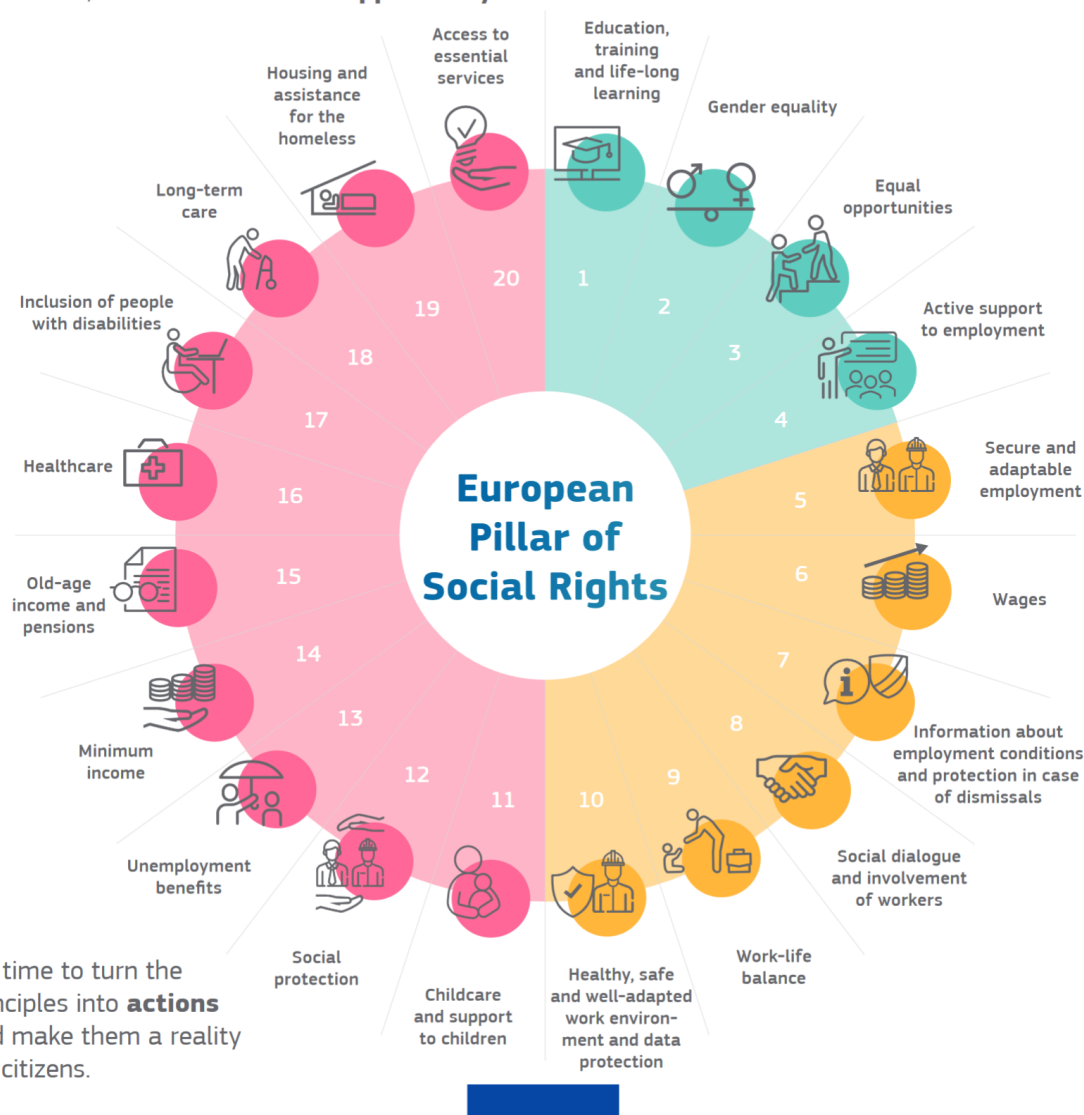 Education,
training
and life-long
learning
1
Gender equality
2
Equal
opportunities
3
Active support
to employment
4
Secure and
adaptable
employment
5
Wages
6
Information about
employment conditions
and protection in case
of dismissals
7
Social dialogue
and involvement
of workers
8
Work-life
balance
9
Healthy, safe
and well-adapted
work environ-
ment and data
protection
10
Childcare
and support
to children
11
Social
protection
12
Unemployment
benefits
13
Minimum
income
14
Old-age
income and
pensions
15
Healthcare
16
Inclusion of people
with disabilities
17
Long-term
care
18
Housing and
assistance
for the
homeless
19
Access to
essential
services
20
European
Pillar of
Social Rights
i
time to turn the
nciples into actions
make them a reality
citizens.